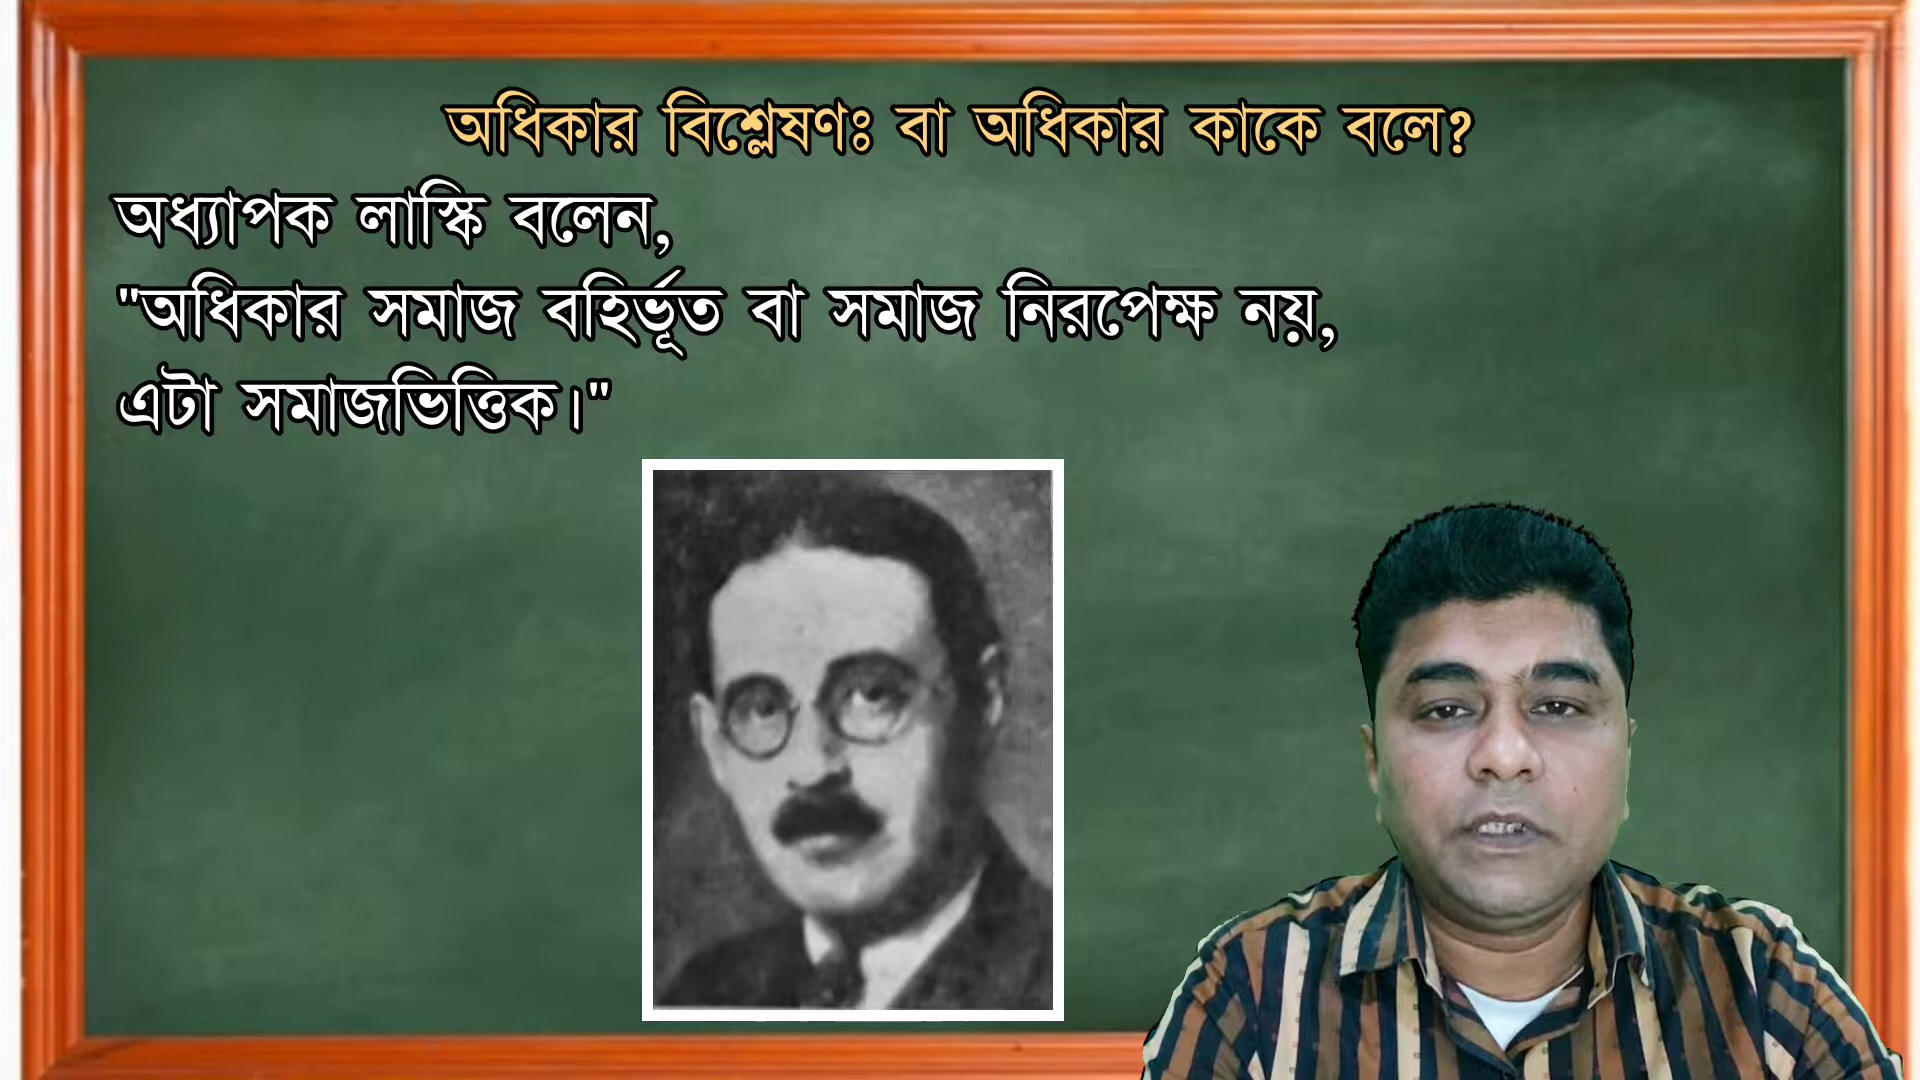 অধিকার বিশ্লেষণঃ বা অধিকার কাকে বলে?
অধ্যাপক লাস্কি বলেন,
"অধিকার সমাজ বহির্ভূত বা সমাজ নিরপেক্ষ নয়,
এটা সমাজভিত্তিক।"